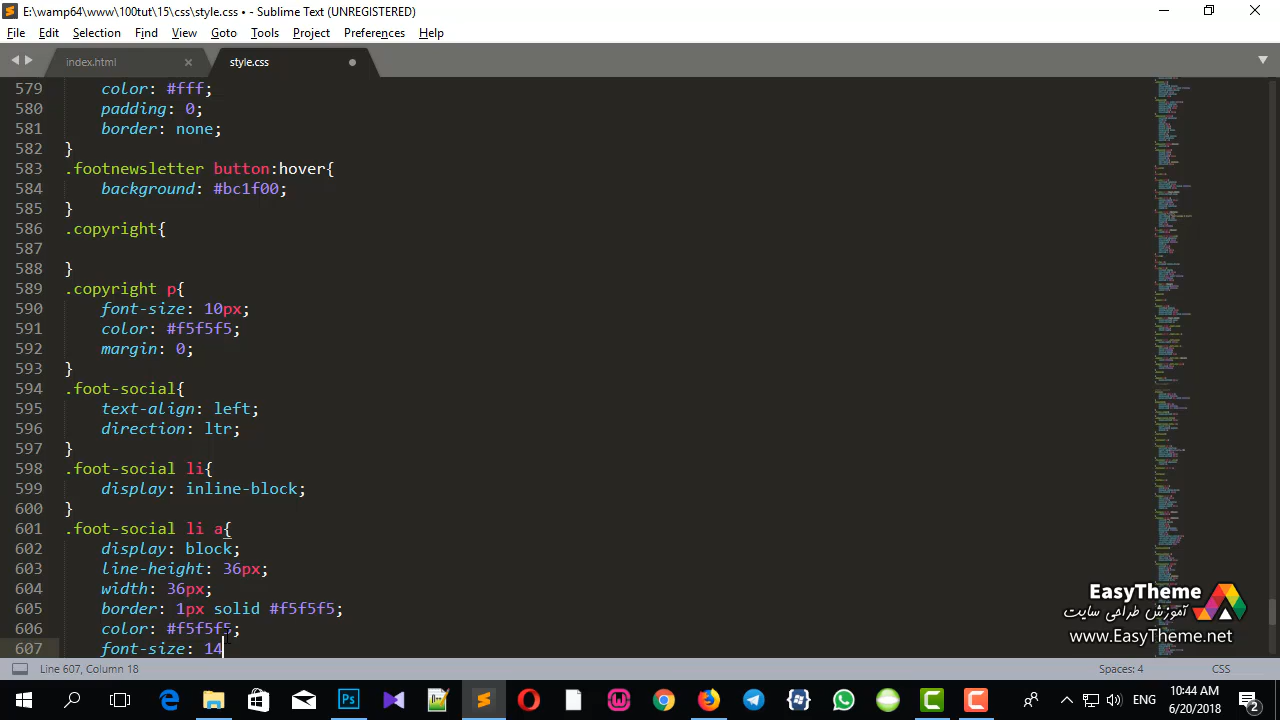 E:\wamp64\www\100tut\15\css\style.css • - Sublime Text (UNREGISTERED)
File Edit Selection Find View Goto Tools Project Preferences Help
index.html style.css
579 color: #fff;
580 padding: 0;
581 border: none;
582 }
583 .footnewsletter button:hover{
584 background: #bc1f00;
585 }
586 .copyright{
587
588 }
589 .copyright p{
590 font-size: 10px;
591 color: #f5f5f5;
592 margin: 0;
593 }
594 .foot-social{
595 text-align: left;
596 direction: ltr;
597 }
598 .foot-social li{
599 display: inline-block;
600 }
601 .foot-social li a{
602 display: block;
603 line-height: 36px;
604 width: 36px;
605 border: 1px solid #f5f5f5;
606 color: #f5f5f5;
607 font-size: 14
EasyTheme
آموزش طراحی سایت
www.EasyTheme.net
Line 607, Column 18 Spaces: 4 CSS
ENG 10:44 AM
6/20/2018
2